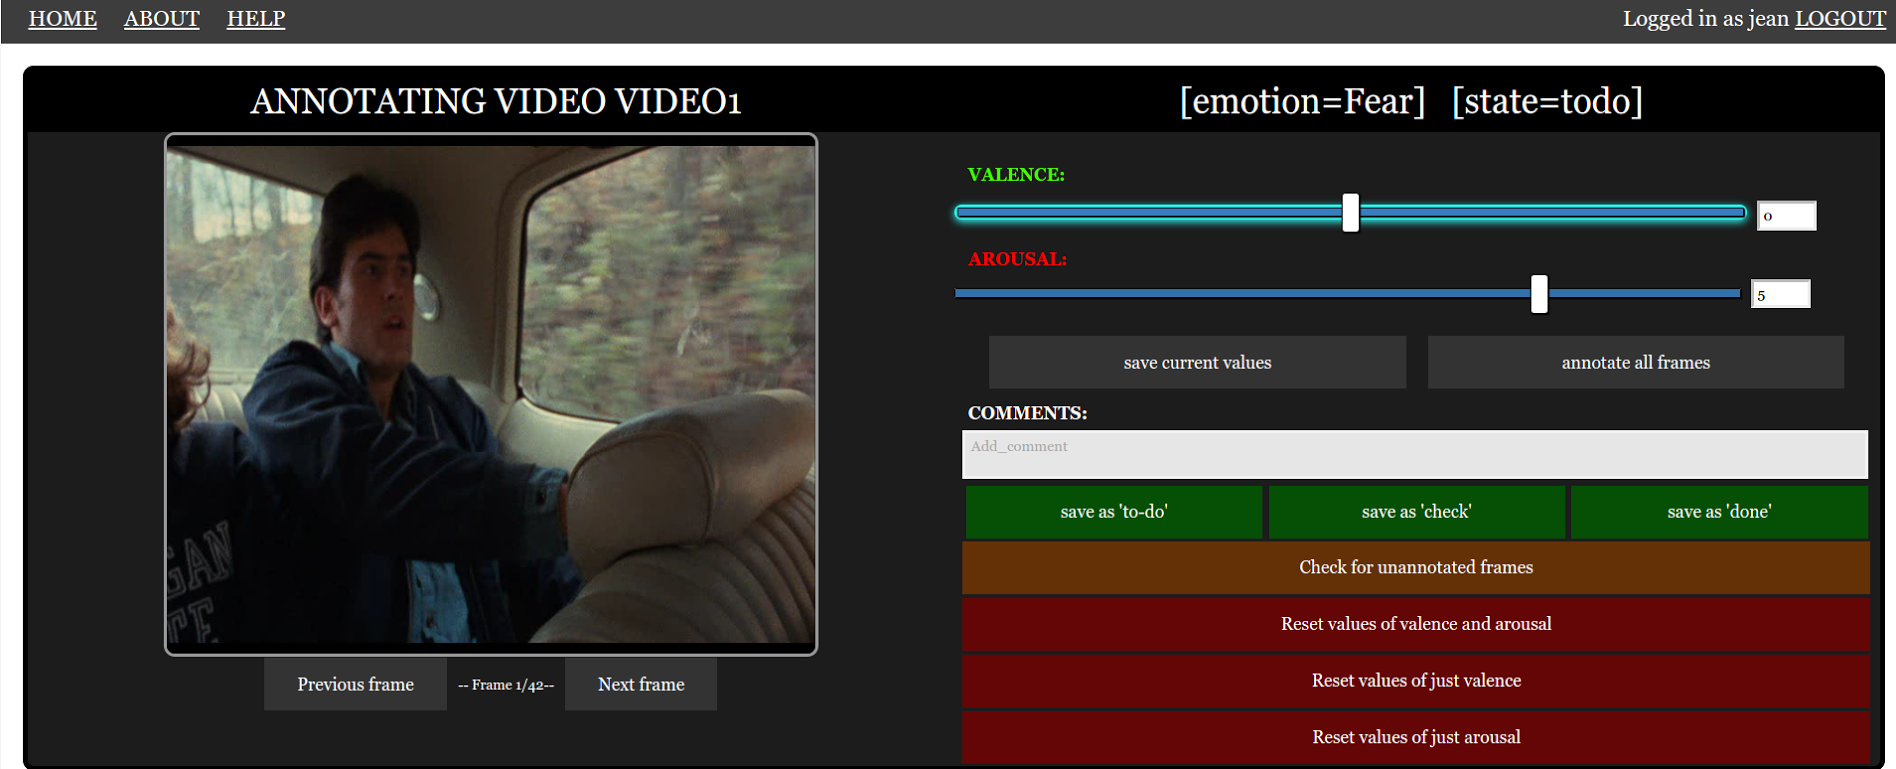 HOME ABOUT HELP
Logged in as jean LOGOUT
ANNOTATING VIDEO VIDEO1
[emotion=Fear] [state=todo]
VALENCE:
0
AROUSAL:
5
save current values
annotate all frames
COMMENTS:
Add_comment
save as 'to-do'
save as 'check'
save as 'done'
Check for unannotated frames
Reset values of valence and arousal
Reset values of just valence
Reset values of just arousal
GAN
TE
Previous frame
-- Frame 1/42--
Next frame